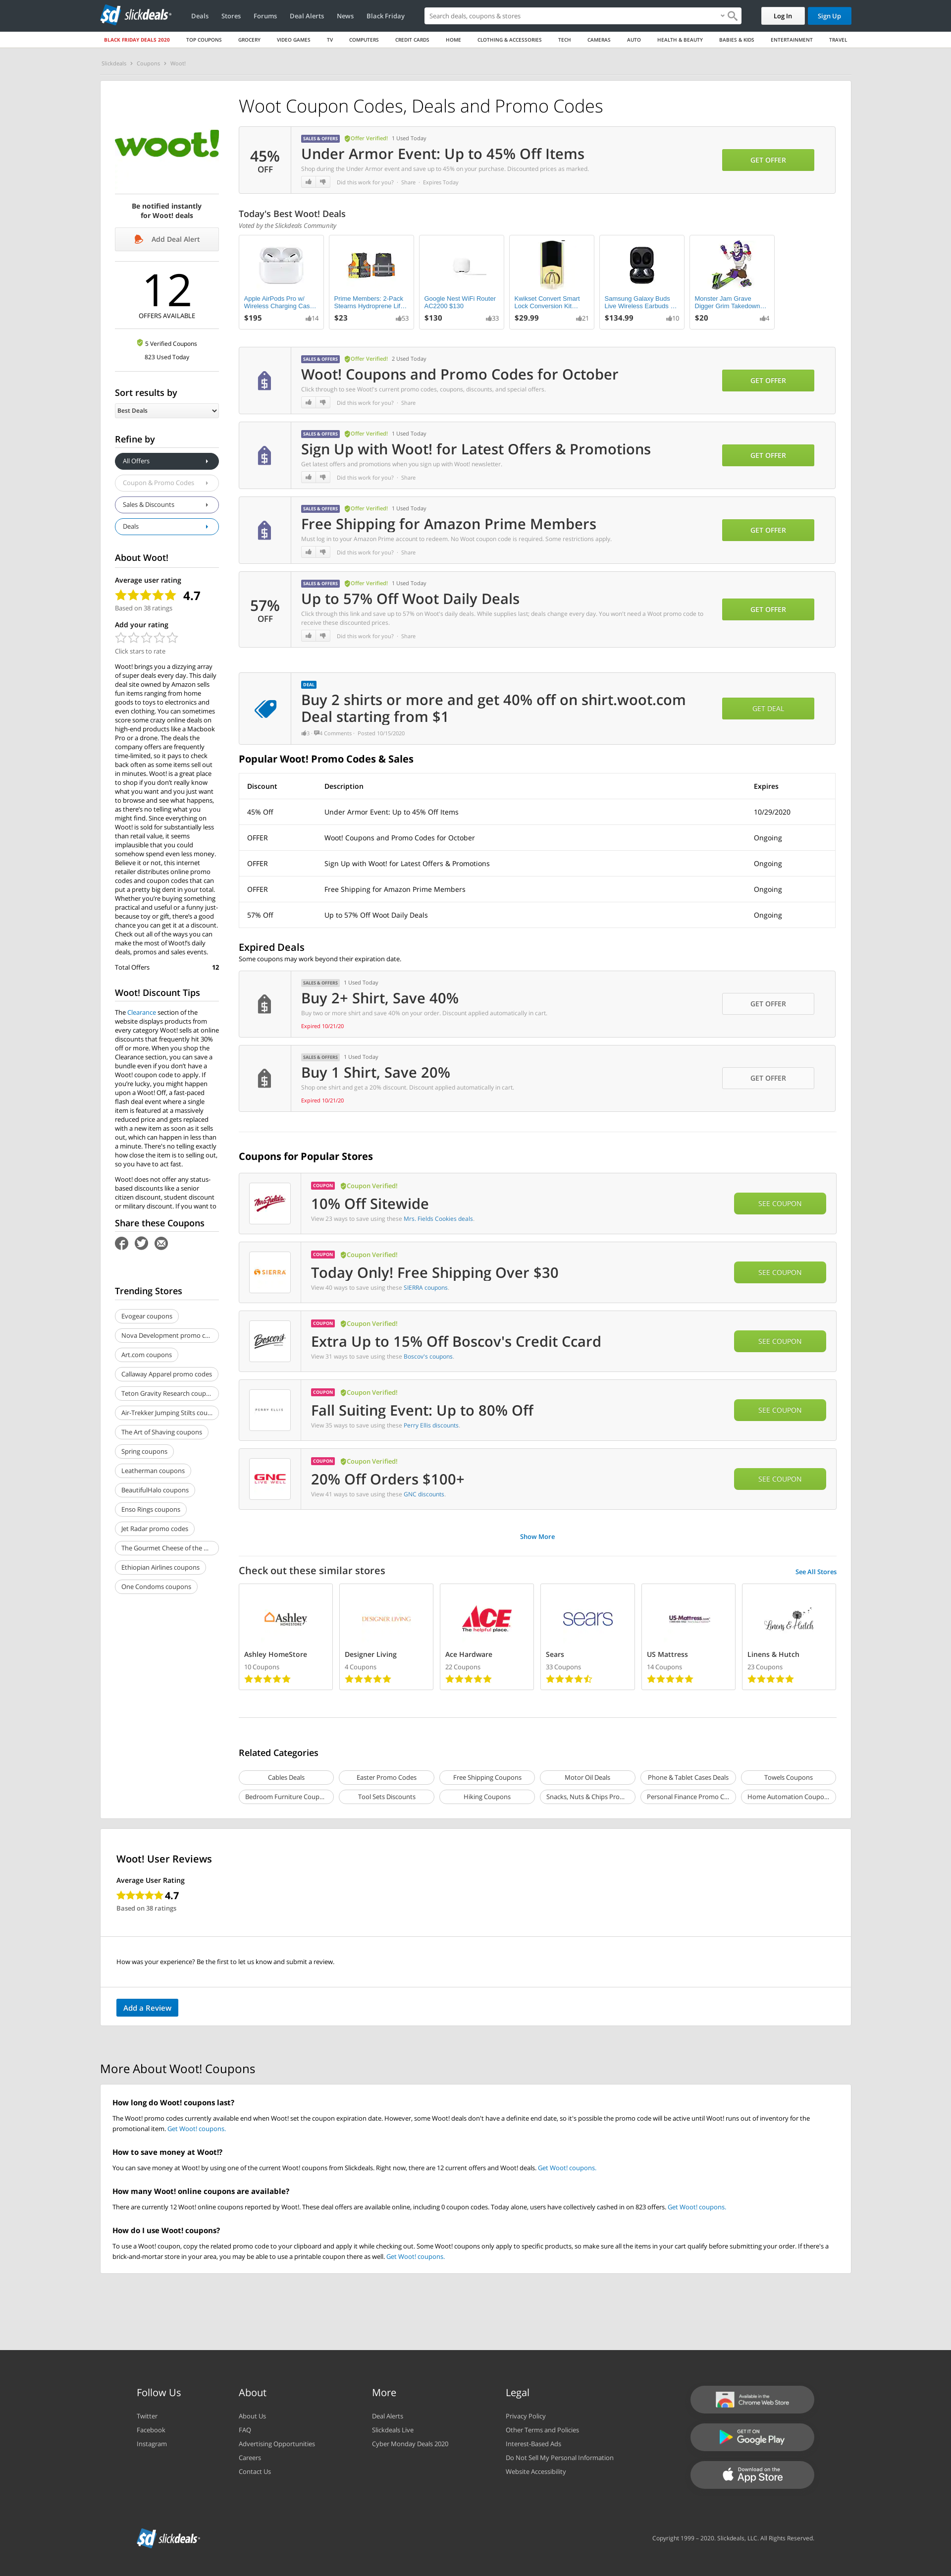 slickdeals
Deals
Stores
Forums
Deal Alerts
News
Black Friday
Search deals, coupons & stores
Log In
Sign Up
BLACK FRIDAY DEALS 2020
TOP COUPONS
GROCERY
VIDEO GAMES
TV
COMPUTERS
CREDIT CARDS
HOME
CLOTHING & ACCESSORIES
TECH
CAMERAS
AUTO
HEALTH & BEAUTY
BABIES & KIDS
ENTERTAINMENT
TRAVEL
Slickdeals > Coupons > Woot!
woot!
Be notified instantly
for Woot! deals
Add Deal Alert
12
OFFERS AVAILABLE
5 Verified Coupons
823 Used Today
Sort results by
Best Deals
Refine by
All Offers
Coupon & Promo Codes
Sales & Discounts
Deals
About Woot!
Average user rating
4.7
Based on 38 ratings
Add your rating
Click stars to rate
Woot! brings you a dizzying array
of super deals every day. This daily
deal site owned by Amazon sells
fun items ranging from home
goods to toys to electronics and
even clothing. You can sometimes
score some crazy online deals on
high-end products like a Macbook
Pro or a drone. The deals the
company offers are frequently
time-limited, so it pays to check
back often as some items sell out
in minutes. Woot! is a great place
to shop if you don't really know
what you want and you just want
to browse and see what happens,
as there's no telling what you
might find. Since everything on
Woot! is sold for substantially less
than retail value, it seems
implausible that you could
somehow spend even less money.
Believe it or not, this internet
retailer distributes online promo
codes and coupon codes that can
put a pretty big dent in your total.
Whether you're buying something
practical and useful or a funny just-
because toy or gift, there's a good
chance you can get it at a discount.
Check out all of the ways you can
make the most of Woot!'s daily
deals, promos and sales events.
Total Offers 12
Woot! Discount Tips
The Clearance section of the
website displays products from
every category Woot! sells at online
discounts that frequently hit 30%
off or more. When you shop the
Clearance section, you can save a
bundle even if you don't have a
Woot! coupon code to apply. If
you're lucky, you might happen
upon a Woot! Off, a fast-paced
flash deal event where a single
item is featured at a massively
reduced price and gets replaced
with a new item as soon as it sells
out, which can happen in less than
a minute. There's no telling exactly
how close the item is to selling out,
so you have to act fast.
Woot! does not offer any status-
based discounts like a senior
citizen discount, student discount
or military discount. If you want to
Share these Coupons
Trending Stores
Evogear coupons
Nova Development promo c...
Art.com coupons
Callaway Apparel promo codes
Teton Gravity Research coup...
Air-Trekker Jumping Stilts cou...
The Art of Shaving coupons
Spring coupons
Leatherman coupons
BeautifulHalo coupons
Enso Rings coupons
Jet Radar promo codes
The Gourmet Cheese of the ...
Ethiopian Airlines coupons
One Condoms coupons
Woot Coupon Codes, Deals and Promo Codes
45%
OFF
SALES & OFFERS Offer Verified! 1 Used Today
Under Armor Event: Up to 45% Off Items
Shop during the Under Armor event and save up to 45% on your purchase. Discounted prices as marked.
Did this work for you? · Share · Expires Today
GET OFFER
Today's Best Woot! Deals
Voted by the Slickdeals Community
Apple AirPods Pro w/
Wireless Charging Cas...
$195 14
Prime Members: 2-Pack
Stearns Hydroprene Lif...
$23 53
Google Nest WiFi Router
AC2200 $130
$130 33
Kwikset Convert Smart
Lock Conversion Kit...
$29.99 21
Samsung Galaxy Buds
Live Wireless Earbuds ...
$134.99 10
Monster Jam Grave
Digger Grim Takedown...
$20 4
SALES & OFFERS Offer Verified! 2 Used Today
Woot! Coupons and Promo Codes for October
Click through to see Woot!'s current promo codes, coupons, discounts, and special offers.
Did this work for you? · Share
GET OFFER
SALES & OFFERS Offer Verified! 1 Used Today
Sign Up with Woot! for Latest Offers & Promotions
Get latest offers and promotions when you sign up with Woot! newsletter.
Did this work for you? · Share
GET OFFER
SALES & OFFERS Offer Verified! 1 Used Today
Free Shipping for Amazon Prime Members
Must log in to your Amazon Prime account to redeem. No Woot coupon code is required. Some restrictions apply.
Did this work for you? · Share
GET OFFER
57%
OFF
SALES & OFFERS Offer Verified! 1 Used Today
Up to 57% Off Woot Daily Deals
Click through this link and save up to 57% on Woot's daily deals. While supplies last; deals change every day. You won't need a Woot promo code to
receive these discounted prices.
Did this work for you? · Share
GET OFFER
DEAL
Buy 2 shirts or more and get 40% off on shirt.woot.com
Deal starting from $1
3 · 4 Comments · Posted 10/15/2020
GET DEAL
Popular Woot! Promo Codes & Sales
Discount Description Expires
45% Off Under Armor Event: Up to 45% Off Items 10/29/2020
OFFER Woot! Coupons and Promo Codes for October Ongoing
OFFER Sign Up with Woot! for Latest Offers & Promotions Ongoing
OFFER Free Shipping for Amazon Prime Members Ongoing
57% Off Up to 57% Off Woot Daily Deals Ongoing
Expired Deals
Some coupons may work beyond their expiration date.
SALES & OFFERS 1 Used Today
Buy 2+ Shirt, Save 40%
Buy two or more shirt and save 40% on your order. Discount applied automatically in cart.
Expired 10/21/20
GET OFFER
SALES & OFFERS 1 Used Today
Buy 1 Shirt, Save 20%
Shop one shirt and get a 20% discount. Discount applied automatically in cart.
Expired 10/21/20
GET OFFER
Coupons for Popular Stores
Mrs. Fields
COUPON Coupon Verified!
10% Off Sitewide
View 23 ways to save using these Mrs. Fields Cookies deals.
SEE COUPON
SIERRA
COUPON Coupon Verified!
Today Only! Free Shipping Over $30
View 40 ways to save using these SIERRA coupons.
SEE COUPON
Boscov's
COUPON Coupon Verified!
Extra Up to 15% Off Boscov's Credit Ccard
View 31 ways to save using these Boscov's coupons.
SEE COUPON
PERRY ELLIS
COUPON Coupon Verified!
Fall Suiting Event: Up to 80% Off
View 35 ways to save using these Perry Ellis discounts.
SEE COUPON
GNC
LIVE WELL
COUPON Coupon Verified!
20% Off Orders $100+
View 41 ways to save using these GNC discounts.
SEE COUPON
Show More
Check out these similar stores
See All Stores
Ashley
HOMESTORE
Ashley HomeStore
10 Coupons
DESIGNER LIVING
Designer Living
4 Coupons
ACE
The helpful place.
Ace Hardware
22 Coupons
sears
Sears
33 Coupons
US-Mattress.com
US Mattress
14 Coupons
Linens & Hutch
Linens & Hutch
23 Coupons
Related Categories
Cables Deals
Easter Promo Codes
Free Shipping Coupons
Motor Oil Deals
Phone & Tablet Cases Deals
Towels Coupons
Bedroom Furniture Coup...
Tool Sets Discounts
Hiking Coupons
Snacks, Nuts & Chips Pro...
Personal Finance Promo C...
Home Automation Coupo...
Woot! User Reviews
Average User Rating
4.7
Based on 38 ratings
How was your experience? Be the first to let us know and submit a review.
Add a Review
More About Woot! Coupons
How long do Woot! coupons last?
The Woot! promo codes currently available end when Woot! set the coupon expiration date. However, some Woot! deals don't have a definite end date, so it's possible the promo code will be active until Woot! runs out of inventory for the
promotional item. Get Woot! coupons.
How to save money at Woot!?
You can save money at Woot! by using one of the current Woot! coupons from Slickdeals. Right now, there are 12 current offers and Woot! deals. Get Woot! coupons.
How many Woot! online coupons are available?
There are currently 12 Woot! online coupons reported by Woot!. These deal offers are available online, including 0 coupon codes. Today alone, users have collectively cashed in on 823 offers. Get Woot! coupons.
How do I use Woot! coupons?
To use a Woot! coupon, copy the related promo code to your clipboard and apply it while checking out. Some Woot! coupons only apply to specific products, so make sure all the items in your cart qualify before submitting your order. If there's a
brick-and-mortar store in your area, you may be able to use a printable coupon there as well. Get Woot! coupons.
Follow Us
Twitter
Facebook
Instagram
About
About Us
FAQ
Advertising Opportunities
Careers
Contact Us
More
Deal Alerts
Slickdeals Live
Cyber Monday Deals 2020
Legal
Privacy Policy
Other Terms and Policies
Interest-Based Ads
Do Not Sell My Personal Information
Website Accessibility
Available in the
Chrome Web Store
GET IT ON
Google Play
Download on the
App Store
slickdeals
Copyright 1999 – 2020. Slickdeals, LLC. All Rights Reserved.